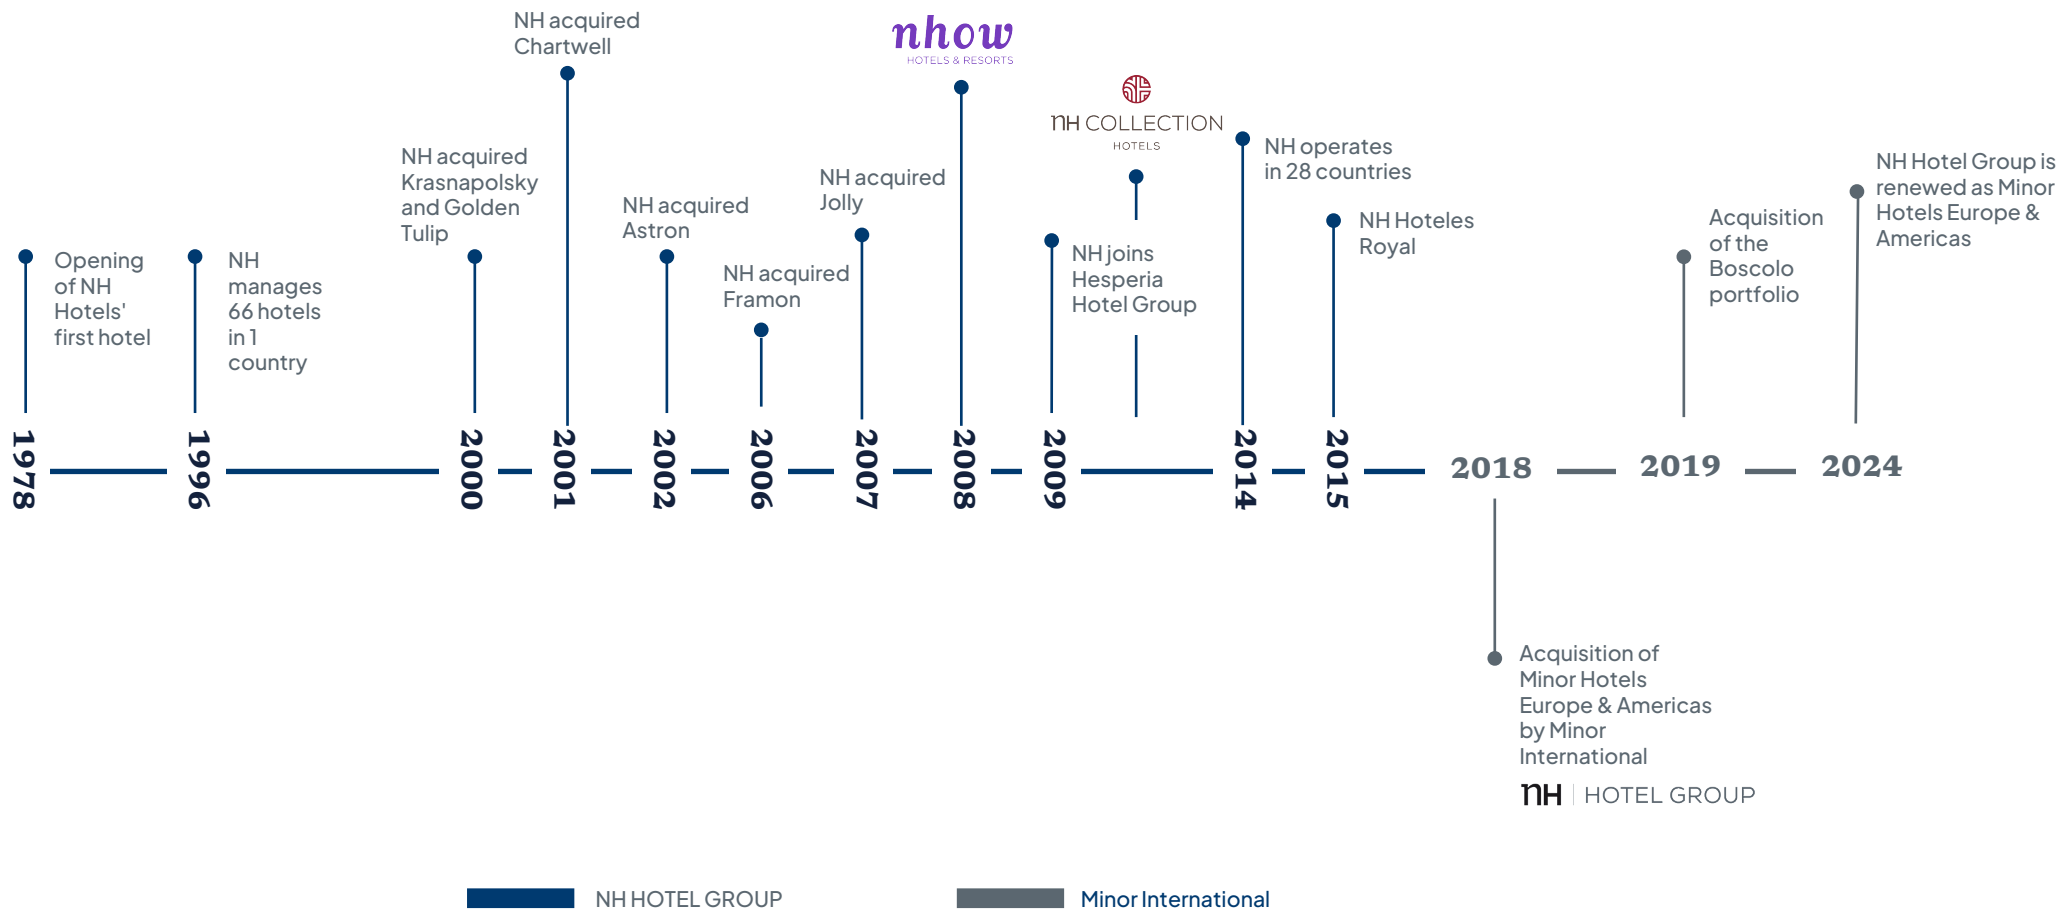 NH acquired
Chartwell
nhow
HOTELS & RESORTS
NH COLLECTION
HOTELS
NH acquired
Krasnapolsky
and Golden
Tulip
NH acquired
Astron
NH acquired
Framon
NH acquired
Jolly
NH operates
in 28 countries
NH Hoteles
Royal
NH Hotel Group is
renewed as Minor
Hotels Europe &
Americas
Acquisition
of the
Boscolo
portfolio
Opening
of NH
Hotels'
first hotel
NH
manages
66 hotels
in 1
country
NH joins
Hesperia
Hotel Group
1978
1996
2000
2001
2002
2006
2007
2008
2009
2014
2015
2018
2019
2024
Acquisition of
Minor Hotels
Europe & Americas
by Minor
International
NH | HOTEL GROUP
NH HOTEL GROUP
Minor International